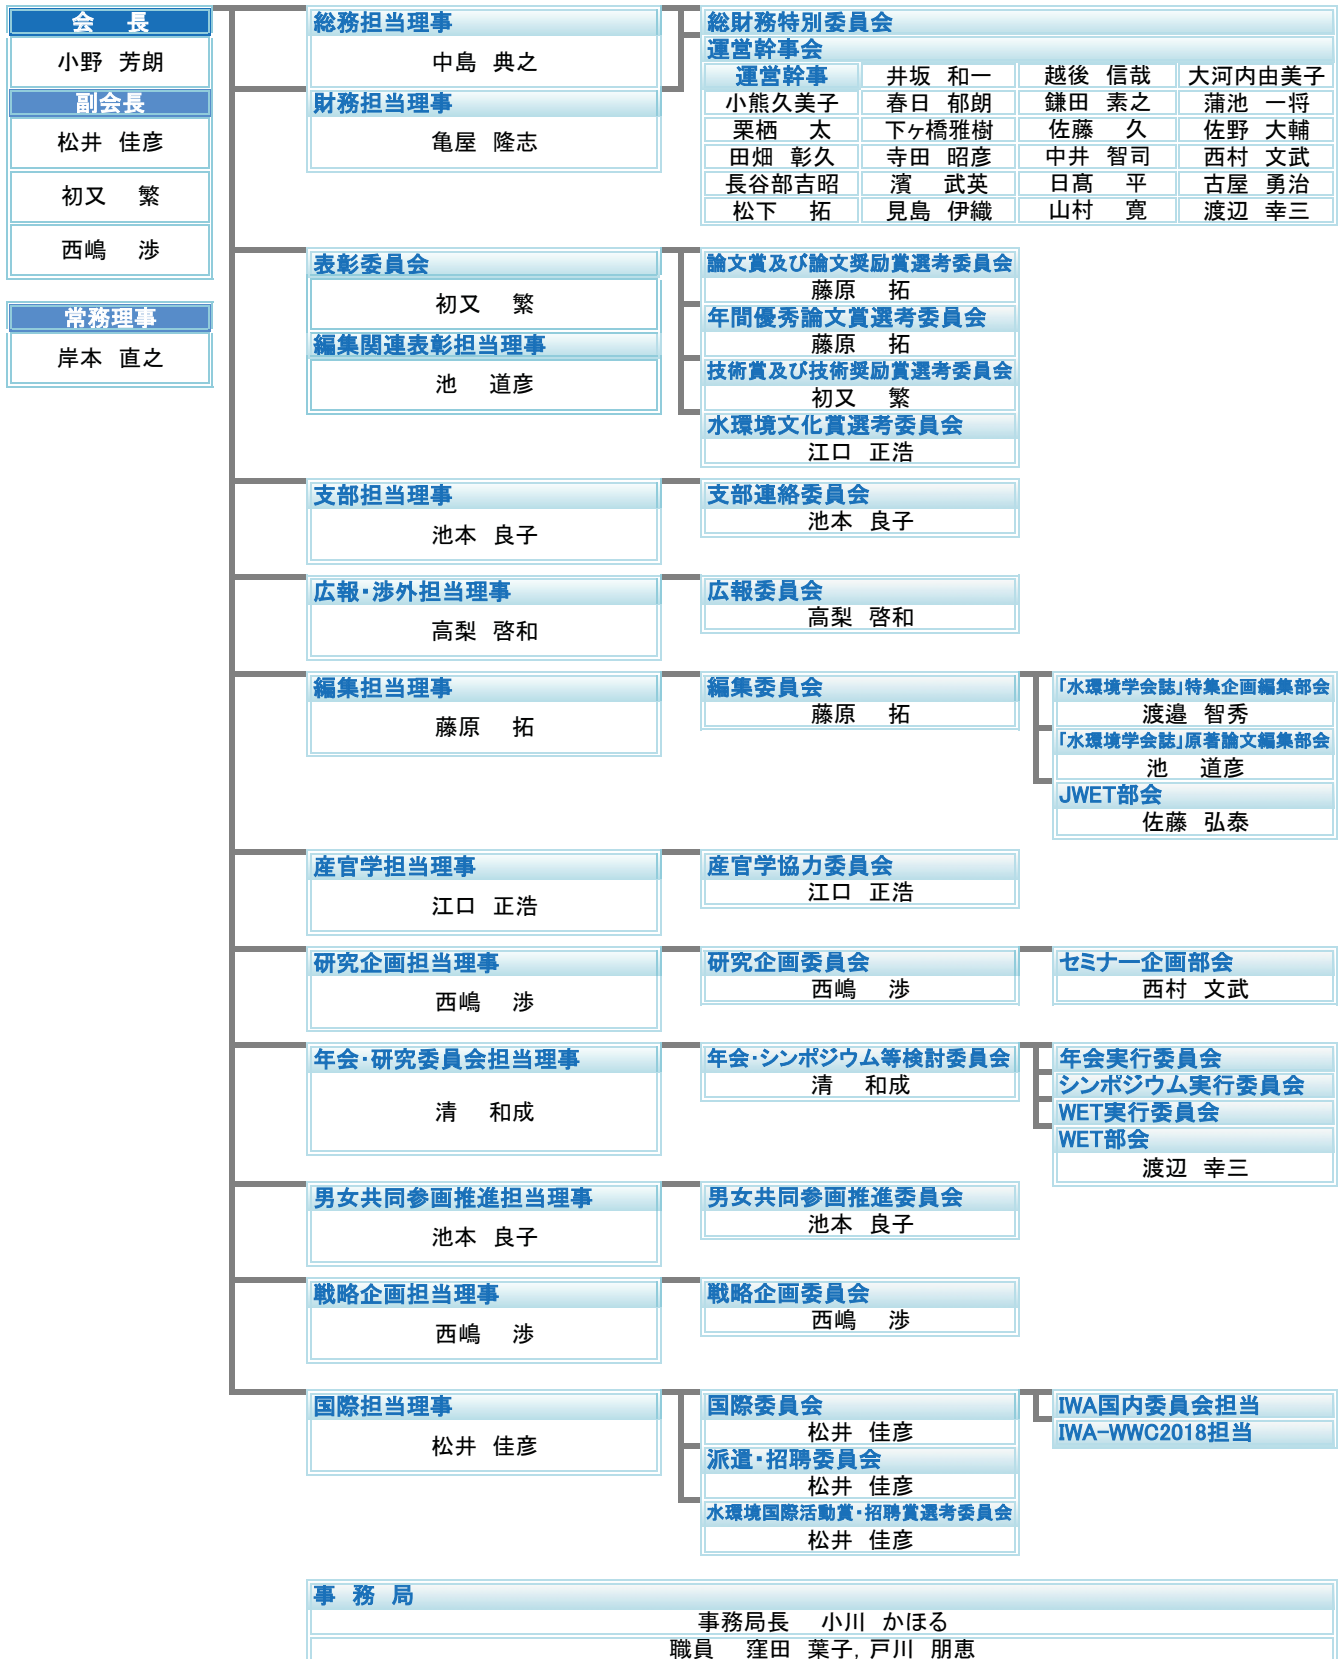 会　長
小野　芳朗
副会長
松井　佳彦
初又　繁
西嶋　渉
常務理事
岸本　直之
総務担当理事
中島　典之
財務担当理事
亀屋　隆志
総財務特別委員会
運営幹事会
運営幹事　井坂　和一　越後　信哉　大河内由美子
小熊久美子　春日　郁朗　鎌田　素之　蒲池　一将
栗栖　太　下ヶ橋雅樹　佐藤　久　佐野　大輔
田畑　彰久　寺田　昭彦　中井　智司　西村　文武
長谷部吉昭　濱　武英　日髙　平　古屋　勇治
松下　拓　見島　伊織　山村　寛　渡辺　幸三
表彰委員会
初又　繁
編集関連表彰担当理事
池　道彦
論文賞及び論文奨励賞選考委員会
藤原　拓
年間優秀論文賞選考委員会
藤原　拓
技術賞及び技術奨励賞選考委員会
初又　繁
水環境文化賞選考委員会
江口　正浩
支部担当理事
池本　良子
支部連絡委員会
池本　良子
広報・渉外担当理事
高梨　啓和
広報委員会
高梨　啓和
編集担当理事
藤原　拓
編集委員会
藤原　拓
「水環境学会誌」特集企画編集部会
渡邉　智秀
「水環境学会誌」原著論文編集部会
池　道彦
JWET部会
佐藤　弘泰
産官学担当理事
江口　正浩
産官学協力委員会
江口　正浩
研究企画担当理事
西嶋　渉
研究企画委員会
西嶋　渉
セミナー企画部会
西村　文武
年会・研究委員会担当理事
清　和成
年会・シンポジウム等検討委員会
清　和成
年会実行委員会
シンポジウム実行委員会
WET実行委員会
WET部会
渡辺　幸三
男女共同参画推進担当理事
池本　良子
男女共同参画推進委員会
池本　良子
戦略企画担当理事
西嶋　渉
戦略企画委員会
西嶋　渉
国際担当理事
松井　佳彦
国際委員会
松井　佳彦
派遣・招聘委員会
松井　佳彦
水環境国際活動賞・招聘賞選考委員会
松井　佳彦
IWA国内委員会担当
IWA-WWC2018担当
事　務　局
事務局長　小川　かほる
職員　窪田　葉子, 戸川　朋恵